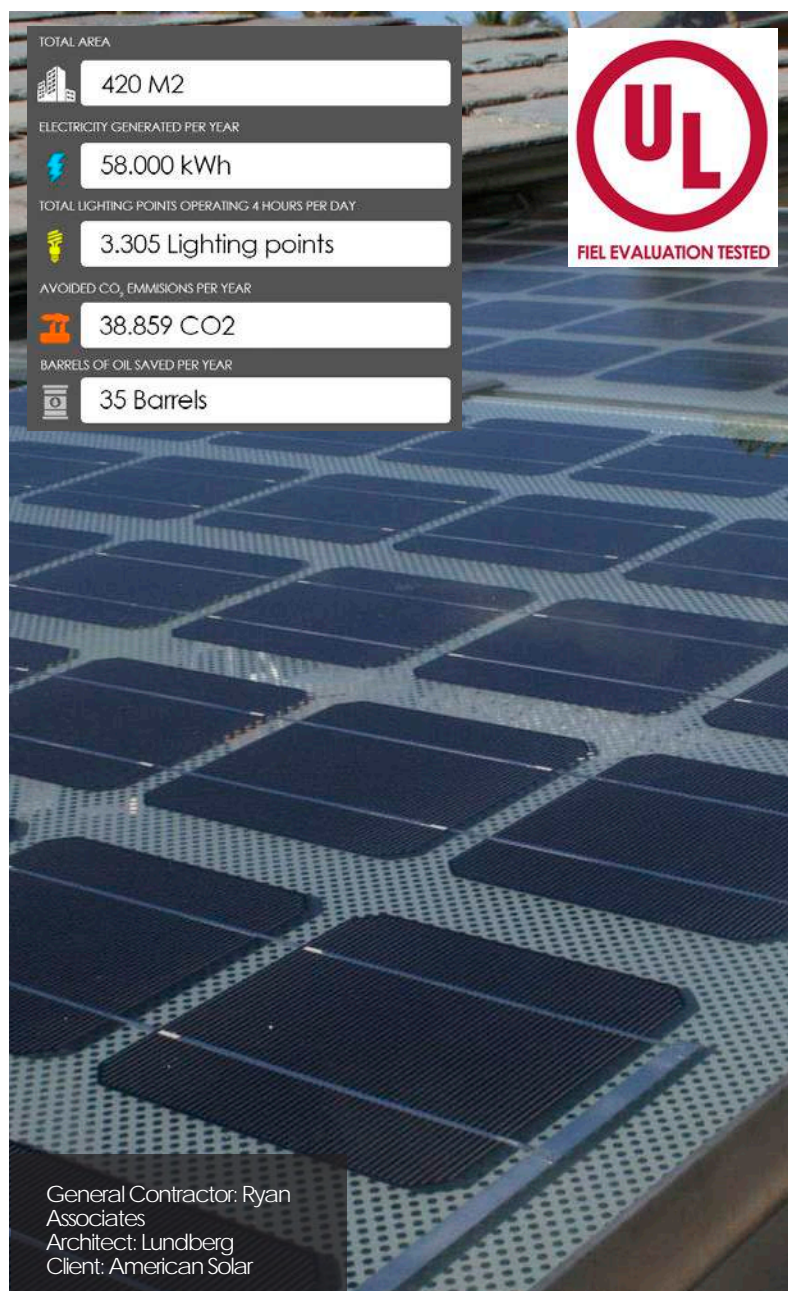 TOTAL AREA
420 M2
ELECTRICITY GENERATED PER YEAR
58.000 kWh
TOTAL LIGHTING POINTS OPERATING 4 HOURS PER DAY
3.305 Lighting points
AVOIDED CO₂ EMMISIONS PER YEAR
38.859 CO2
BARRELS OF OIL SAVED PER YEAR
35 Barrels
UL
FIEL EVALUATION TESTED
General Contractor: Ryan
Associates
Architect: Lundberg
Client: American Solar